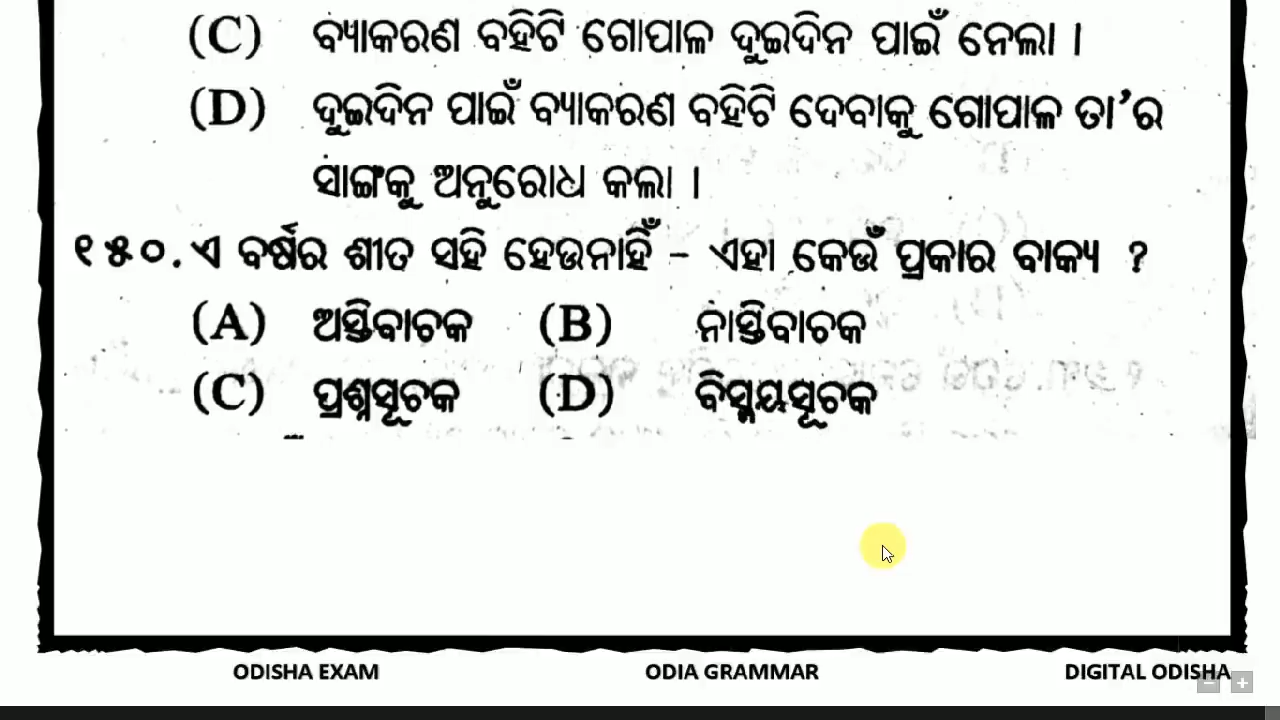 (C) ବ୍ୟାକରଣ ବହିଟି ଗୋପାଳ ଦୁଇଦିନ ପାଇଁ ନେଲା ।
(D) ଦୁଇଦିନ ପାଇଁ ବ୍ୟାକରଣ ବହିଟି ଦେବାକୁ ଗୋପାଳ ତା'ର
ସାଙ୍ଗକୁ ଅନୁରୋଧ କଲା ।
୧୫୦. ଏ ବର୍ଷର ଶୀତ ସହି ହେଉନାହିଁ – ଏହା କେଉଁ ପ୍ରକାର ବାକ୍ୟ ?
(A) ଅସ୍ତିବାଚକ (B) ନାସ୍ତିବାଚକ
(C) ପ୍ରଶ୍ନସୂଚକ (D) ବିସ୍ମୟସୂଚକ
ODISHA EXAM ODIA GRAMMAR DIGITAL ODISHA